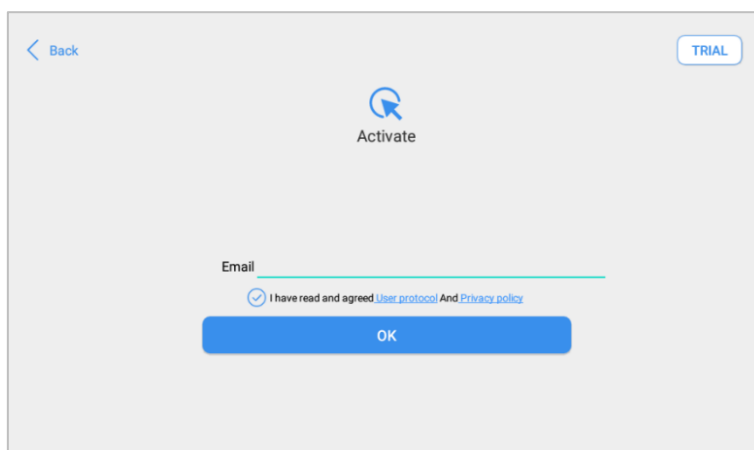 Back
TRIAL
Activate
Email
I have read and agreed User protocol And Privacy policy
OK